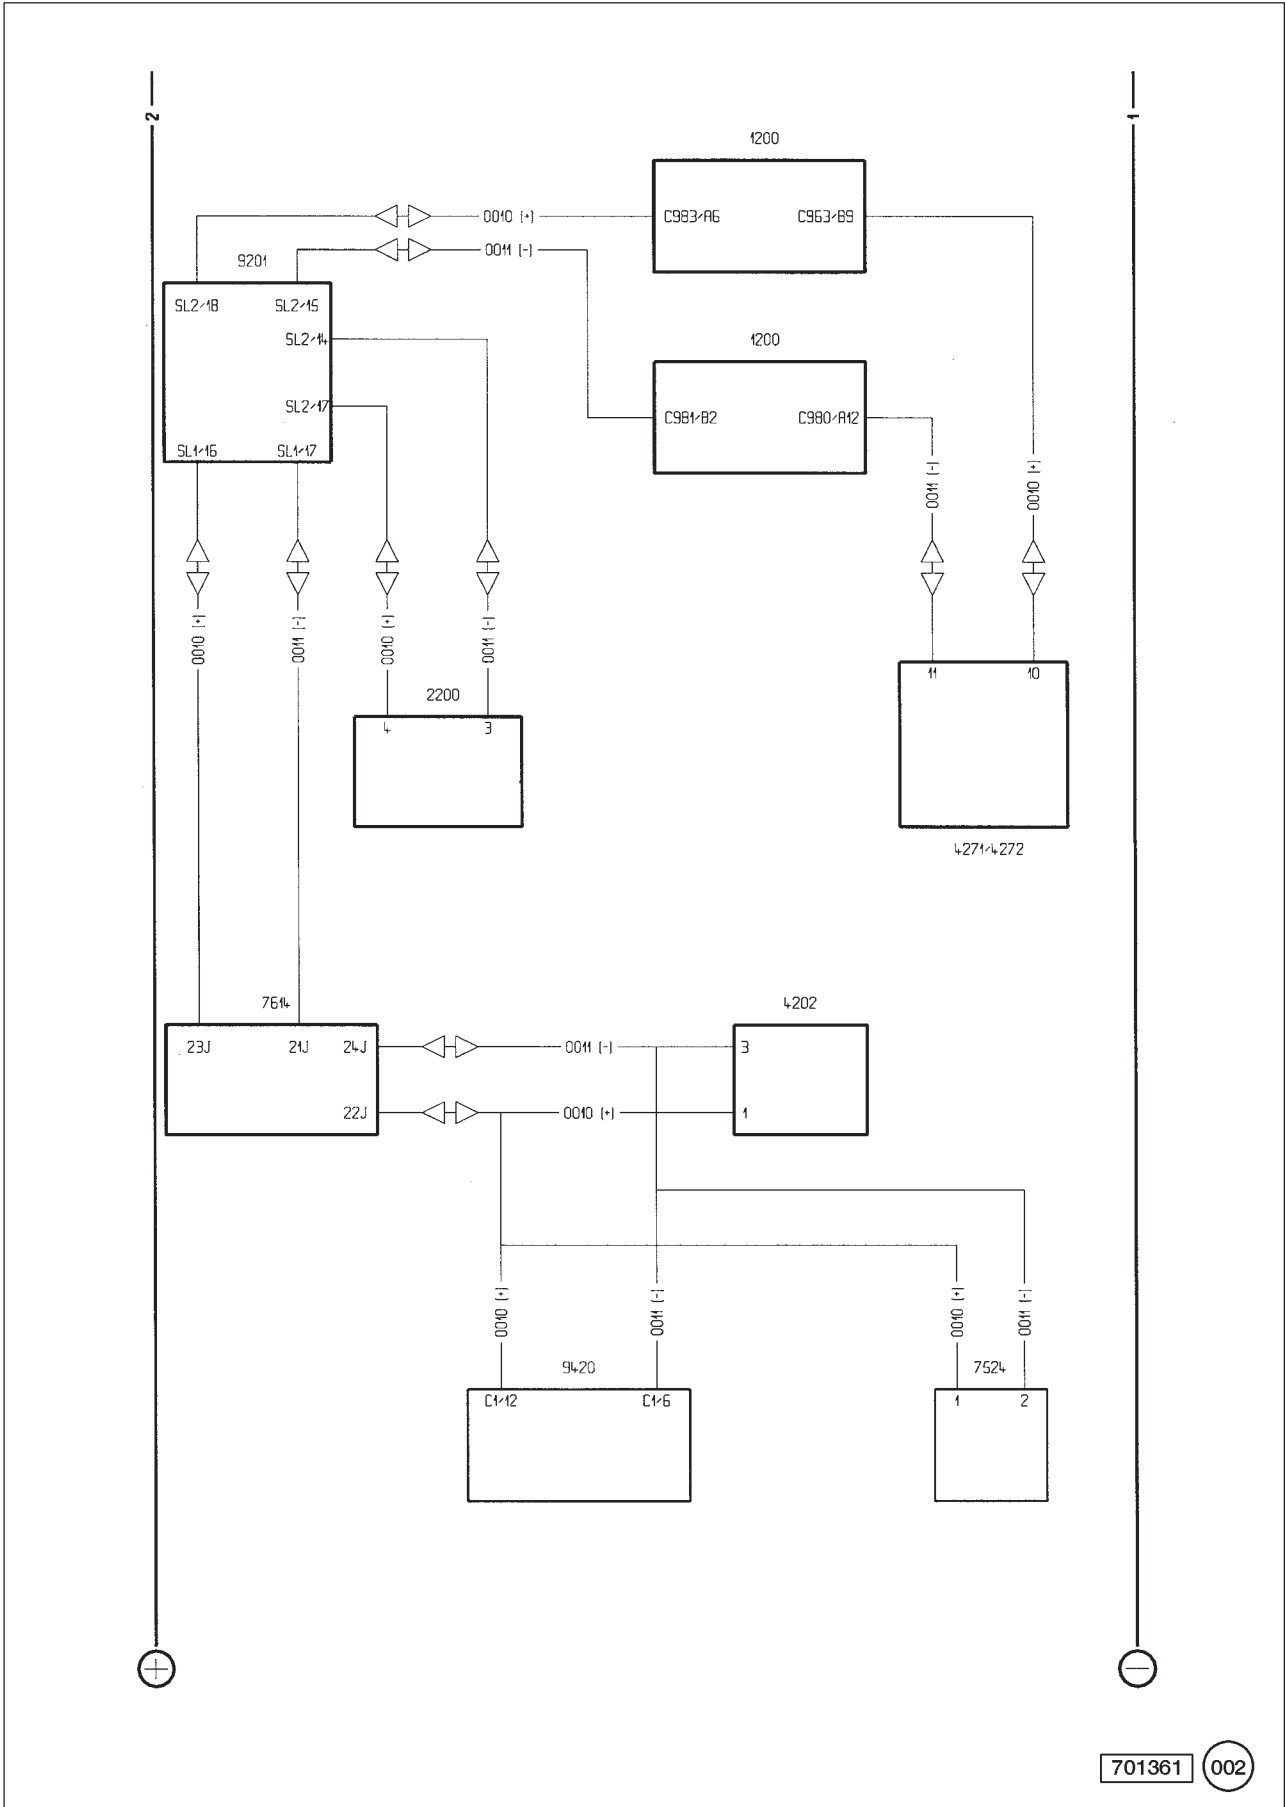 2
1
1200
0010 (+)
C983/A6
C963/B9
0011 (-)
9201
SL2/18
SL2/15
SL2/14
1200
SL2/17
C981/B2
C980/A12
SL1/16
SL1/17
0011 (-)
0010 (+)
0010 (+)
0011 (-)
0010 (+)
0011 (-)
11
10
2200
4
3
4271/4272
7614
4202
23J
21J
24J
0011 (-)
3
22J
0010 (+)
1
0010 (+)
0011 (-)
0010 (+)
0011 (-)
9420
7524
C1/12
C1/6
1
2
+
−
701361
002